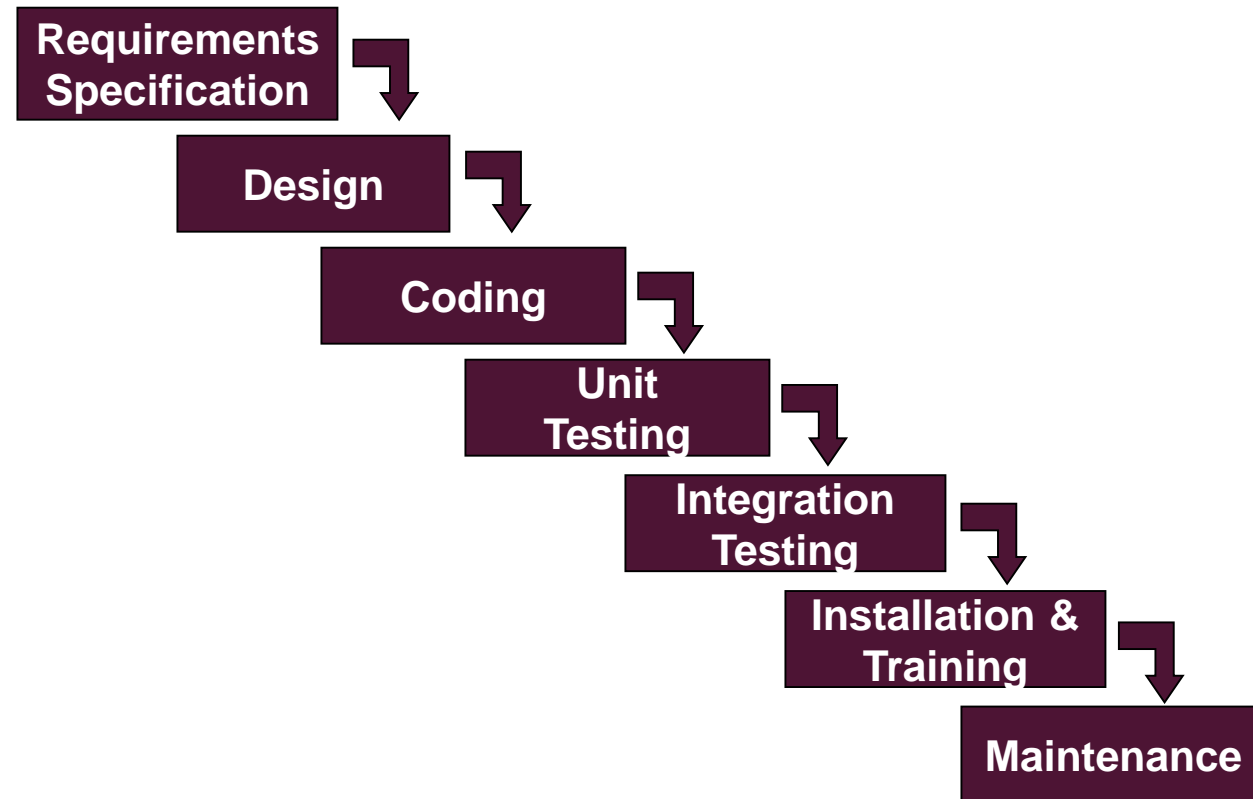 Requirements
Specification
Design
Coding
Unit
Testing
Integration
Testing
Installation &
Training
Maintenance